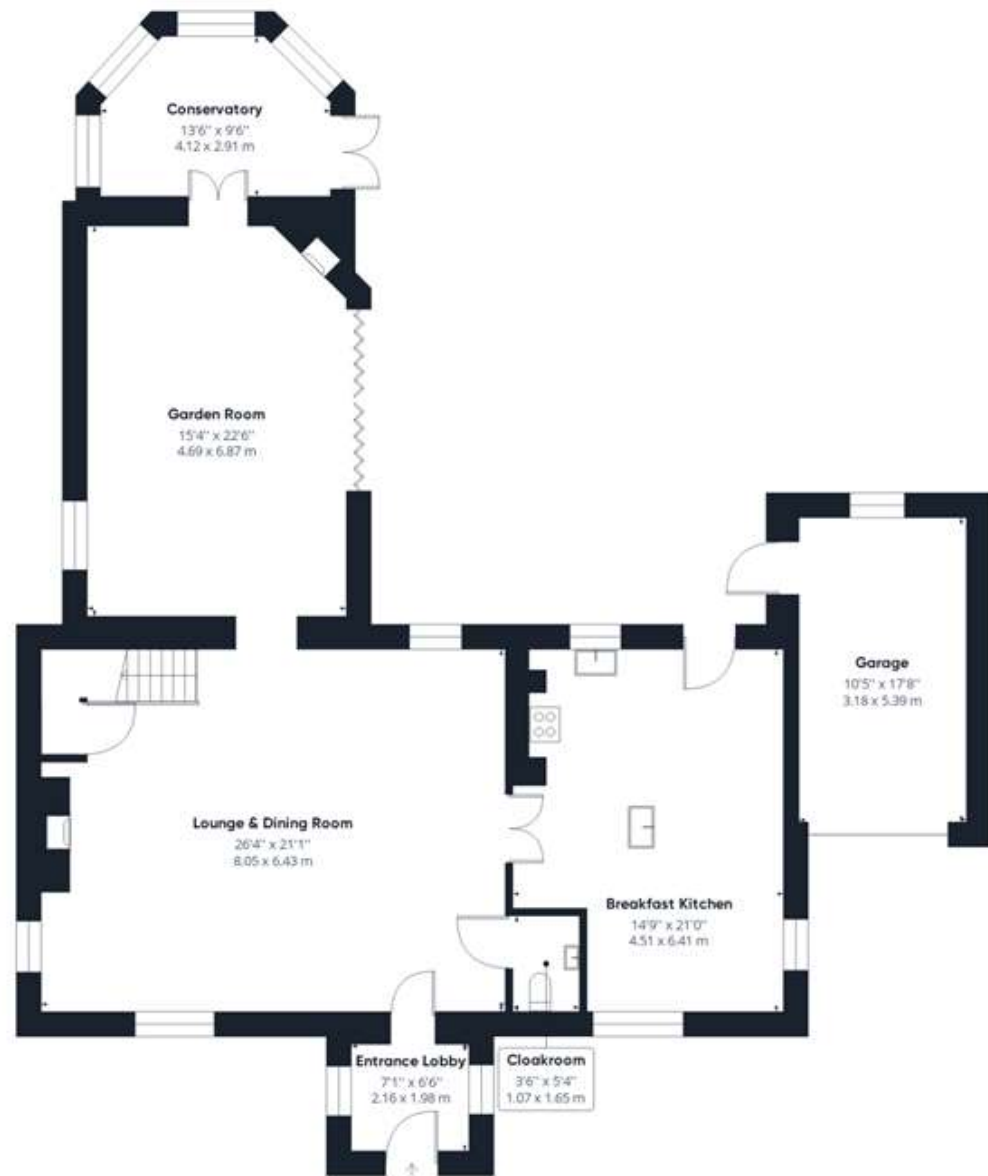 Conservatory
13'6" x 9'6"
4.12 x 2.91 m
Garden Room
15'4" x 22'6"
4.69 x 6.87 m
Garage
10'5" x 17'8"
3.18 x 5.39 m
Lounge & Dining Room
26'4" x 21'1"
8.05 x 6.43 m
Breakfast Kitchen
14'9" x 21'0"
4.51 x 6.41 m
Entrance Lobby
7'1" x 6'6"
2.16 x 1.98 m
Cloakroom
3'6" x 5'4"
1.07 x 1.65 m